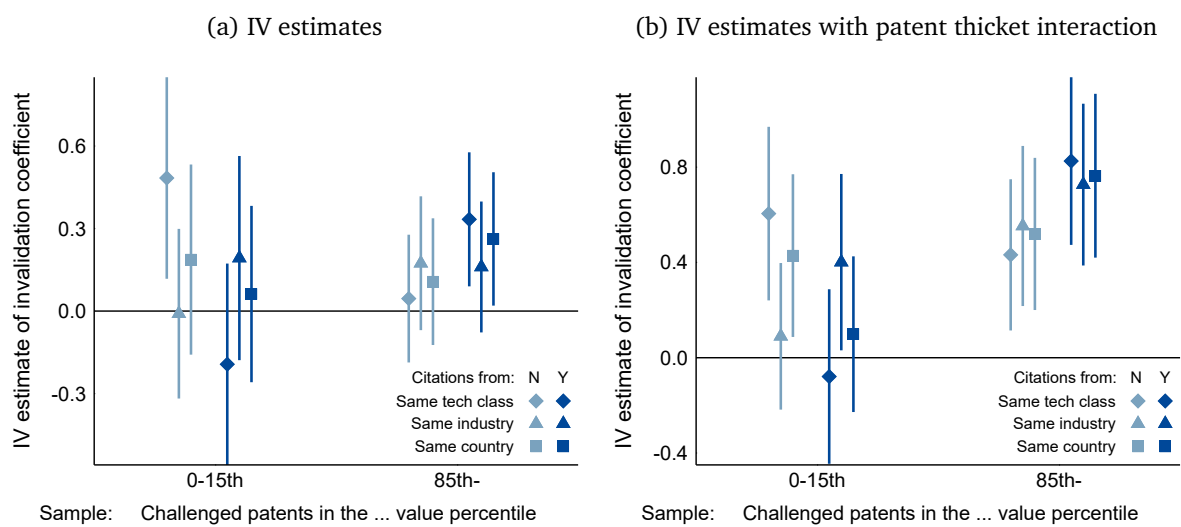 (a) IV estimates
IV estimate of invalidation coefficient
0.6
0.3
0.0
-0.3
Citations from: N Y
Same tech class
Same industry
Same country
0-15th 85th-
Sample: Challenged patents in the ... value percentile
(b) IV estimates with patent thicket interaction
IV estimate of invalidation coefficient
0.8
0.4
0.0
-0.4
Citations from: N Y
Same tech class
Same industry
Same country
0-15th 85th-
Sample: Challenged patents in the ... value percentile